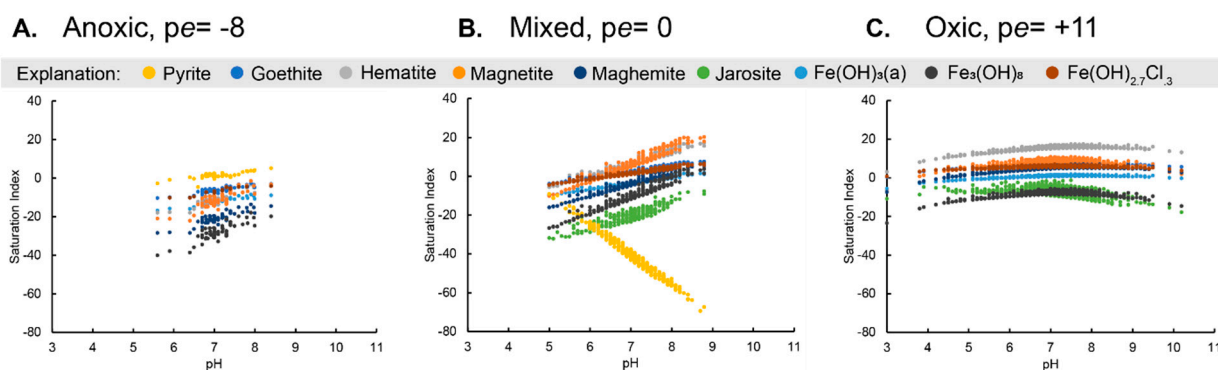 A. Anoxic, pe= -8
B. Mixed, pe= 0
C. Oxic, pe= +11
Explanation: Pyrite Goethite Hematite Magnetite Maghemite Jarosite Fe(OH)₃(a) Fe₃(OH)₈ Fe(OH)₂.₇Cl.₃
Saturation Index
40
20
0
-20
-40
-60
-80
3 4 5 6 7 8 9 10 11
pH
Saturation Index
40
20
0
-20
-40
-60
-80
3 4 5 6 7 8 9 10 11
pH
Saturation Index
40
20
0
-20
-40
-60
-80
3 4 5 6 7 8 9 10 11
pH